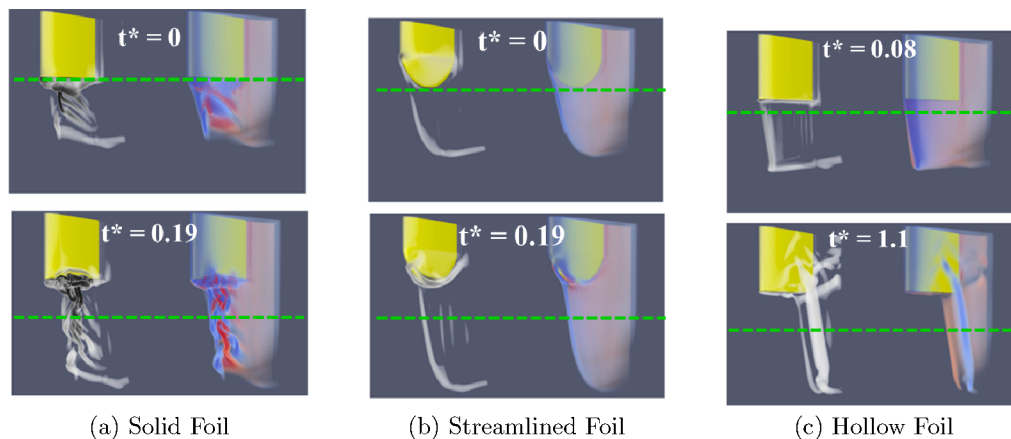 t* = 0
t* = 0
t* = 0.08
t* = 0.19
t* = 0.19
t* = 1.1
(a) Solid Foil
(b) Streamlined Foil
(c) Hollow Foil